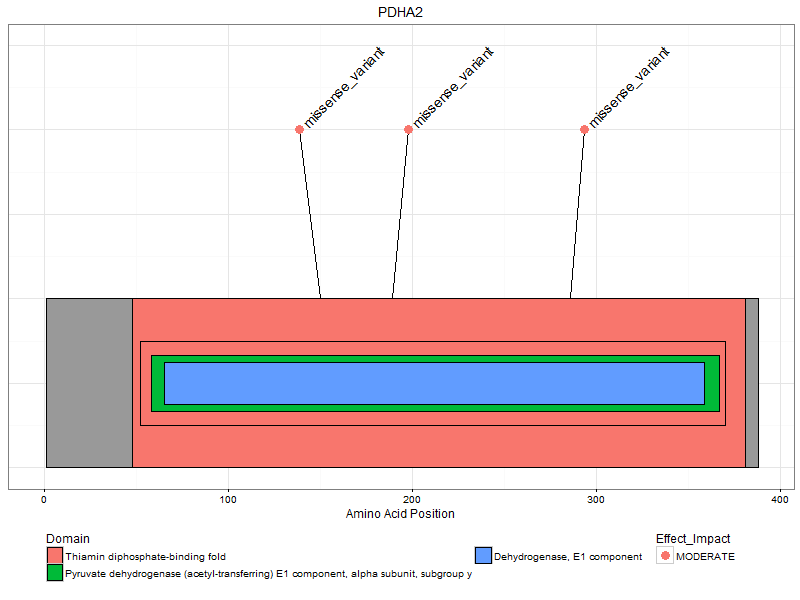 PDHA2
missense_variant missense_variant missense_variant
0 100 200 300 400
Amino Acid Position
Domain Effect_Impact
Thiamin diphosphate-binding fold Dehydrogenase, E1 component MODERATE
Pyruvate dehydrogenase (acetyl-transferring) E1 component, alpha subunit, subgroup y